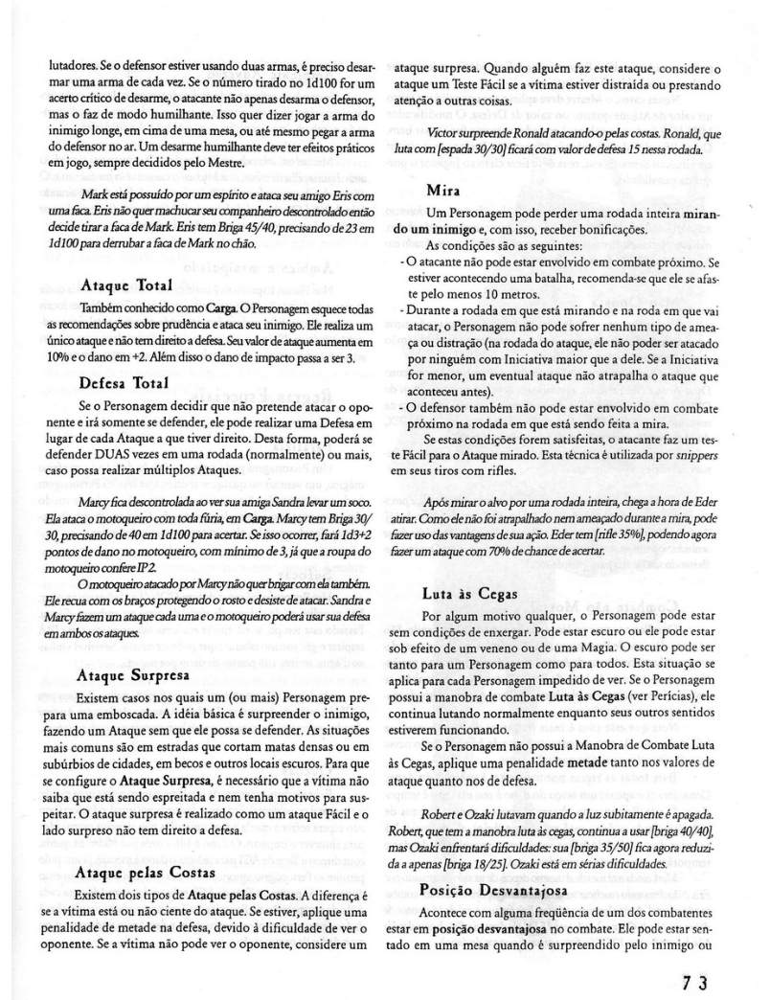 lutadores. Se o defensor estiver usando duas armas, é preciso desar-
mar uma arma de cada vez. Se o número tirado no 1d100 for um
acerto crítico de desarme, o atacante não apenas desarma o defensor,
mas o faz de modo humilhante. Isso quer dizer jogar a arma do
inimigo longe, em cima de uma mesa, ou até mesmo pegar a arma
do defensor no ar. Um desarme humilhante deve ter efeitos práticos
em jogo, sempre decididos pelo Mestre.
Mark está possuído por um espírito e ataca seu amigo Eris com
uma faca. Eris não quer machucar seu companheiro descontrolado então
decide tirar a faca de Mark. Eris tem Briga 45/40, precisando de 23 em
1d100 para derrubar a faca de Mark no chão.
Ataque Total
Também conhecido como Carga. O Personagem esquece todas
as recomendações sobre prudência e ataca seu inimigo. Ele realiza um
único ataque e não tem direito a defesa. Seu valor de ataque aumenta em
10% e o dano em +2. Além disso o dano de impacto passa a ser 3.
Defesa Total
Se o Personagem decidir que não pretende atacar o opo-
nente e irá somente se defender, ele pode realizar uma Defesa em
lugar de cada Ataque a que tiver direito. Desta forma, poderá se
defender DUAS vezes em uma rodada (normalmente) ou mais,
caso possa realizar múltiplos Ataques.
Marcy fica descontrolada ao ver sua amiga Sandra levar um soco.
Ela ataca o motoqueiro com toda fúria, em Carga. Marcy tem Briga 30/
30, precisando de 40 em 1d100 para acertar. Se isso ocorrer, fará 1d3+2
pontos de dano no motoqueiro, com mínimo de 3, já que a roupa do
motoqueiro confere IP 2.
O motoqueiro atacado por Marcy não quer brigar com ela também.
Ele recua com os braços protegendo o rosto e desiste de atacar. Sandra e
Marcy fazem um ataque cada uma e o motoqueiro poderá usar sua defesa
em ambos os ataques.
Ataque Surpresa
Existem casos nos quais um (ou mais) Personagem pre-
para uma emboscada. A idéia básica é surpreender o inimigo,
fazendo um Ataque sem que ele possa se defender. As situações
mais comuns são em estradas que cortam matas densas ou em
subúrbios de cidades, em becos e outros locais escuros. Para que
se configure o Ataque Surpresa, é necessário que a vítima não
saiba que está sendo espreitada e nem tenha motivos para sus-
peitar. O ataque surpresa é realizado como um ataque Fácil e o
lado surpreso não tem direito a defesa.
Ataque pelas Costas
Existem dois tipos de Ataque pelas Costas. A diferença é
se a vítima está ou não ciente do ataque. Se estiver, aplique uma
penalidade de metade na defesa, devido à dificuldade de ver o
oponente. Se a vítima não pode ver o oponente, considere um
ataque surpresa. Quando alguém faz este ataque, considere o
ataque um Teste Fácil se a vítima estiver distraída ou prestando
atenção a outras coisas.
Victor surpreende Ronald atacando-o pelas costas. Ronald, que
luta com [espada 30/30] ficará com valor de defesa 15 nessa rodada.
Mira
Um Personagem pode perder uma rodada inteira miran-
do um inimigo e, com isso, receber bonificações.
As condições são as seguintes:
- O atacante não pode estar envolvido em combate próximo. Se
estiver acontecendo uma batalha, recomenda-se que ele se afas-
te pelo menos 10 metros.
- Durante a rodada em que está mirando e na roda em que vai
atacar, o Personagem não pode sofrer nenhum tipo de amea-
ça ou distração (na rodada do ataque, ele não poder ser atacado
por ninguém com Iniciativa maior que a dele. Se a Iniciativa
for menor, um eventual ataque não atrapalha o ataque que
aconteceu antes).
- O defensor também não pode estar envolvido em combate
próximo na rodada em que está sendo feita a mira.
Se estas condições forem satisfeitas, o atacante faz um tes-
te Fácil para o Ataque mirado. Esta técnica é utilizada por snippers
em seus tiros com rifles.
Após mirar o alvo por uma rodada inteira, chega a hora de Eder
atirar. Como ele não foi atrapalhado nem ameaçado durante a mira, pode
fazer uso das vantagens de sua ação. Eder tem [rifle 35%], podendo agora
fazer um ataque com 70% de chance de acertar.
Luta às Cegas
Por algum motivo qualquer, o Personagem pode estar
sem condições de enxergar. Pode estar escuro ou ele pode estar
sob efeito de um veneno ou de uma Magia. O escuro pode ser
tanto para um Personagem como para todos. Esta situação se
aplica para cada Personagem impedido de ver. Se o Personagem
possui a manobra de combate Luta às Cegas (ver Perícias), ele
continua lutando normalmente enquanto seus outros sentidos
estiverem funcionando.
Se o Personagem não possui a Manobra de Combate Luta
às Cegas, aplique uma penalidade metade tanto nos valores de
ataque quanto nos de defesa.
Robert e Ozaki lutavam quando a luz subitamente é apagada.
Robert, que tem a manobra luta às cegas, continua a usar [briga 40/40],
mas Ozaki enfrentará dificuldades: sua [briga 35/50] fica agora reduzi-
da a apenas [briga 18/25]. Ozaki está em sérias dificuldades.
Posição Desvantajosa
Acontece com alguma freqüência de um dos combatentes
estar em posição desvantajosa no combate. Ele pode estar sen-
tado em uma mesa quando é surpreendido pelo inimigo ou
73